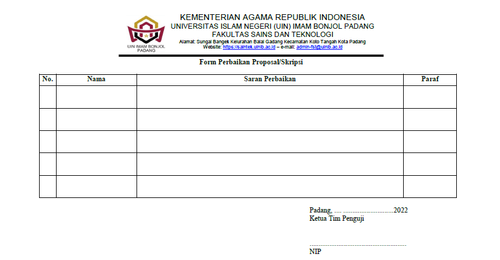 KEMENTERIAN AGAMA REPUBLIK INDONESIA
UNIVERSITAS ISLAM NEGERI (UIN) IMAM BONJOL PADANG
FAKULTAS SAINS DAN TEKNOLOGI
Alamat: Sungai Bangek Kelurahan Balai Gadang Kecamatan Koto Tangah Kota Padang
Website: https://saintek.uinib.ac.id – e-mail: admin-fst@uinib.ac.id
UIN IMAM BONJOL
PADANG
Form Perbaikan Proposal/Skripsi
No. Nama Saran Perbaikan Paraf
Padang, .... ............................2022
Ketua Tim Penguji
......................................................
NIP